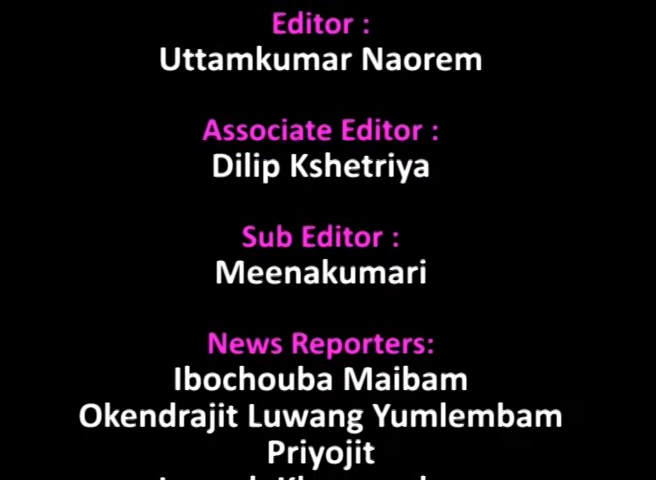 Editor :
Uttamkumar Naorem
Associate Editor :
Dilip Kshetriya
Sub Editor :
Meenakumari
News Reporters:
Ibochouba Maibam
Okendrajit Luwang Yumlembam
Priyojit